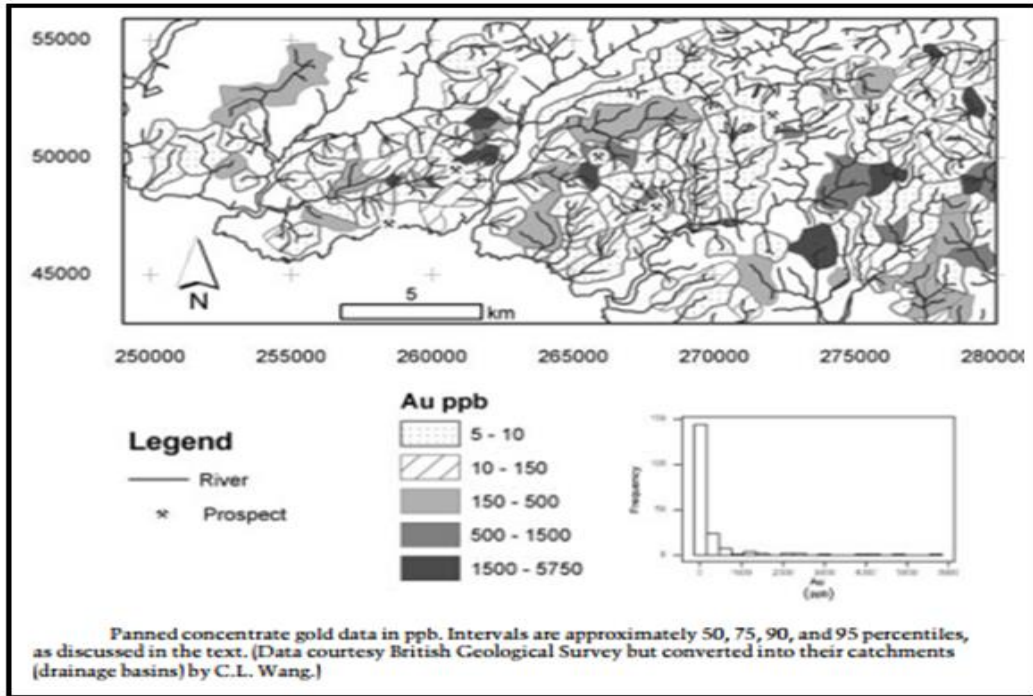 55000
50000
45000
N
5
km
250000 255000 260000 265000 270000 275000 280000
Au ppb
Legend
River
Prospect
5 - 10
10 - 150
150 - 500
500 - 1500
1500 - 5750
Frequency
0
Au
(ppb)
Panned concentrate gold data in ppb. Intervals are approximately 50, 75, 90, and 95 percentiles,
as discussed in the text. (Data courtesy British Geological Survey but converted into their catchments
(drainage basins) by C.L. Wang.)